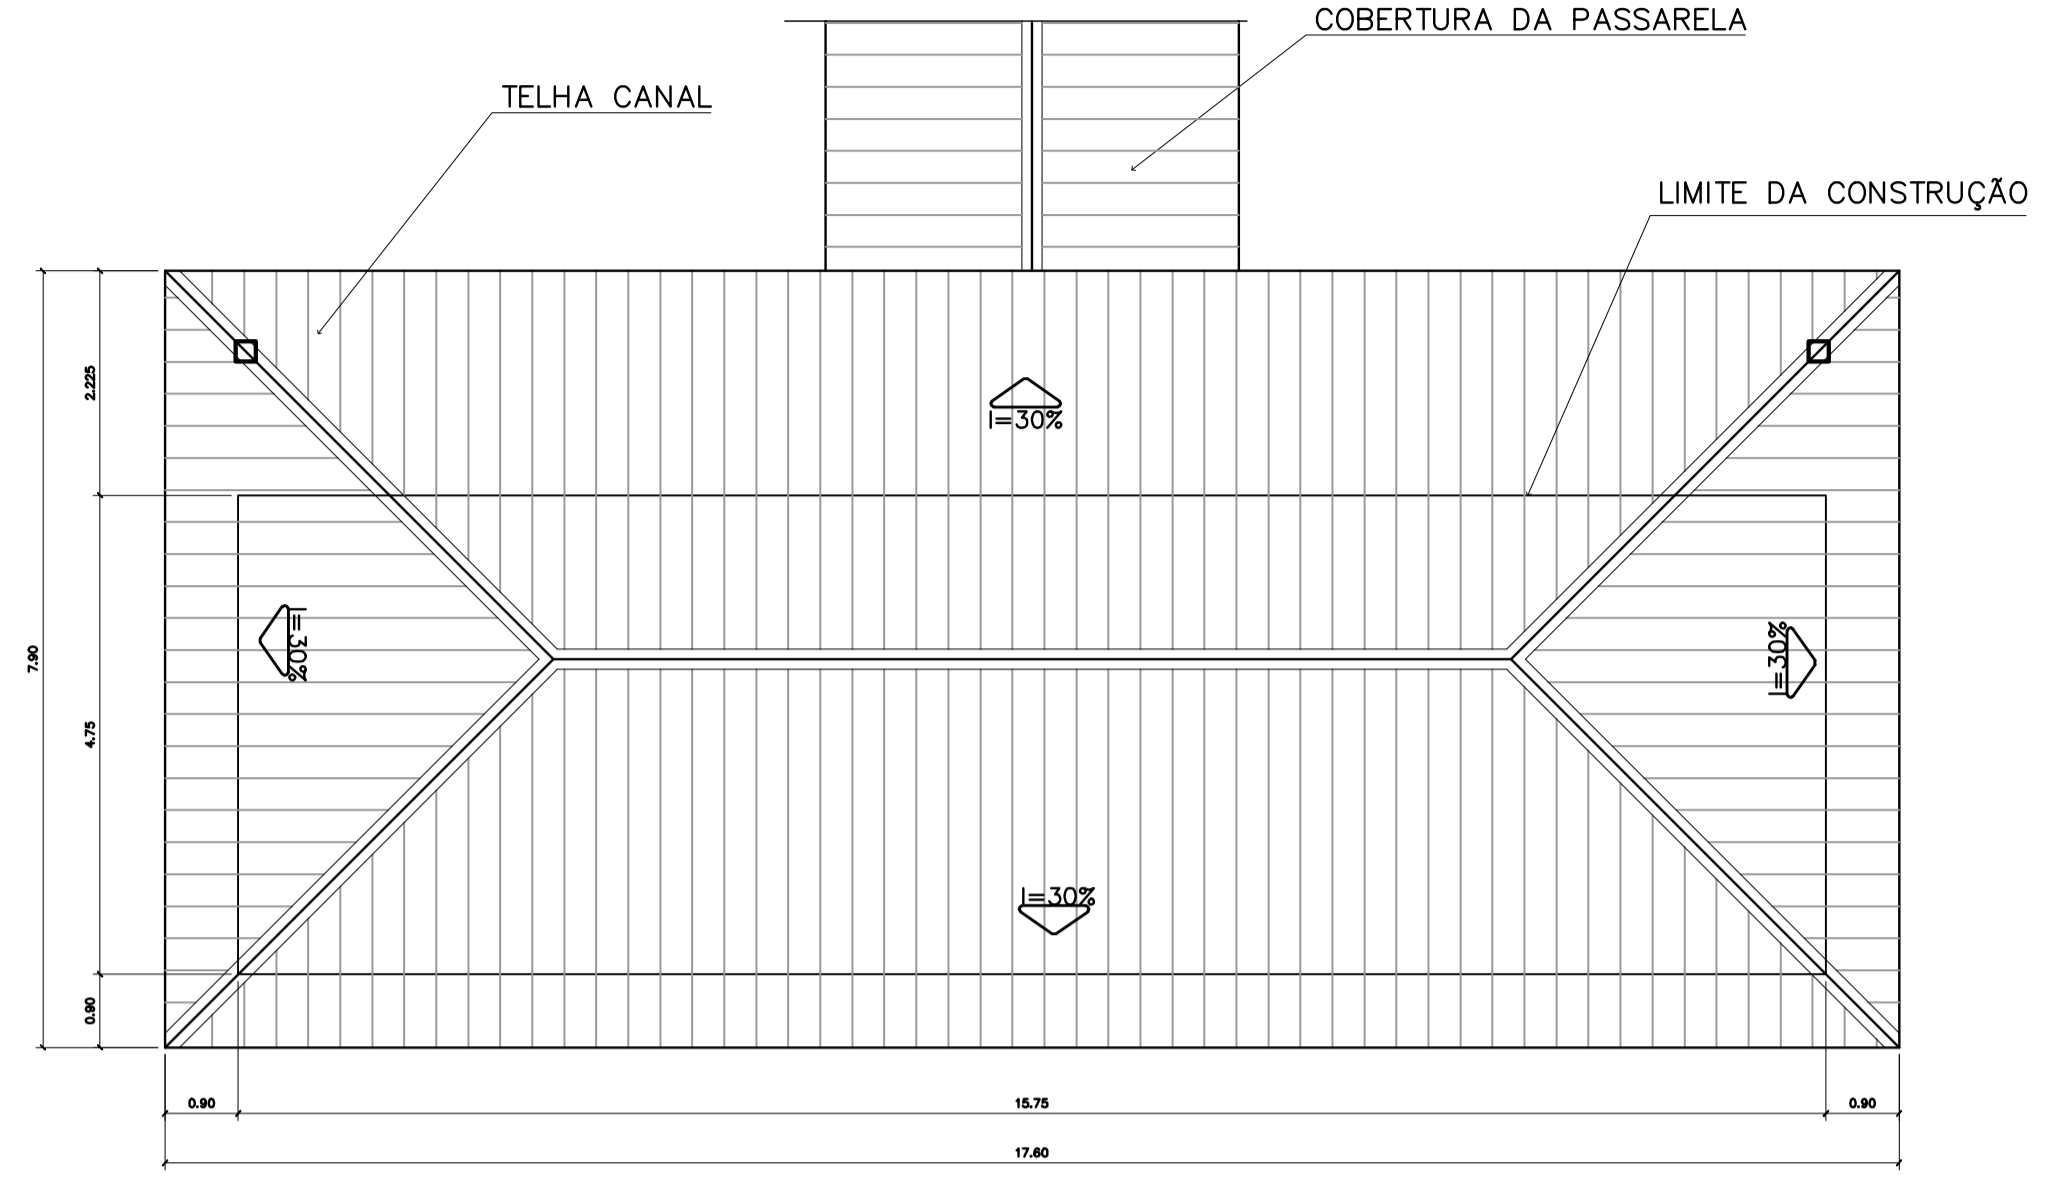 COBERTURA DA PASSARELA
TELHA CANAL
LIMITE DA CONSTRUÇÃO
2.225
I=30%
7.90
I=30%
I=30%
4.75
I=30%
0.90
0.90
15.75
0.90
17.60